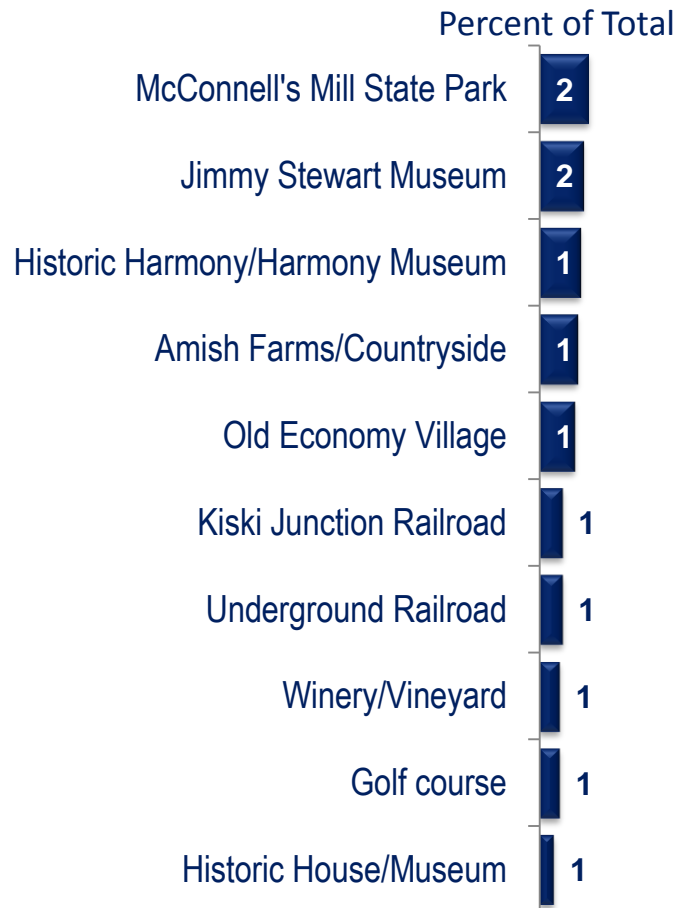 Percent of Total
McConnell's Mill State Park 2
Jimmy Stewart Museum 2
Historic Harmony/Harmony Museum 1
Amish Farms/Countryside 1
Old Economy Village 1
Kiski Junction Railroad 1
Underground Railroad 1
Winery/Vineyard 1
Golf course 1
Historic House/Museum 1